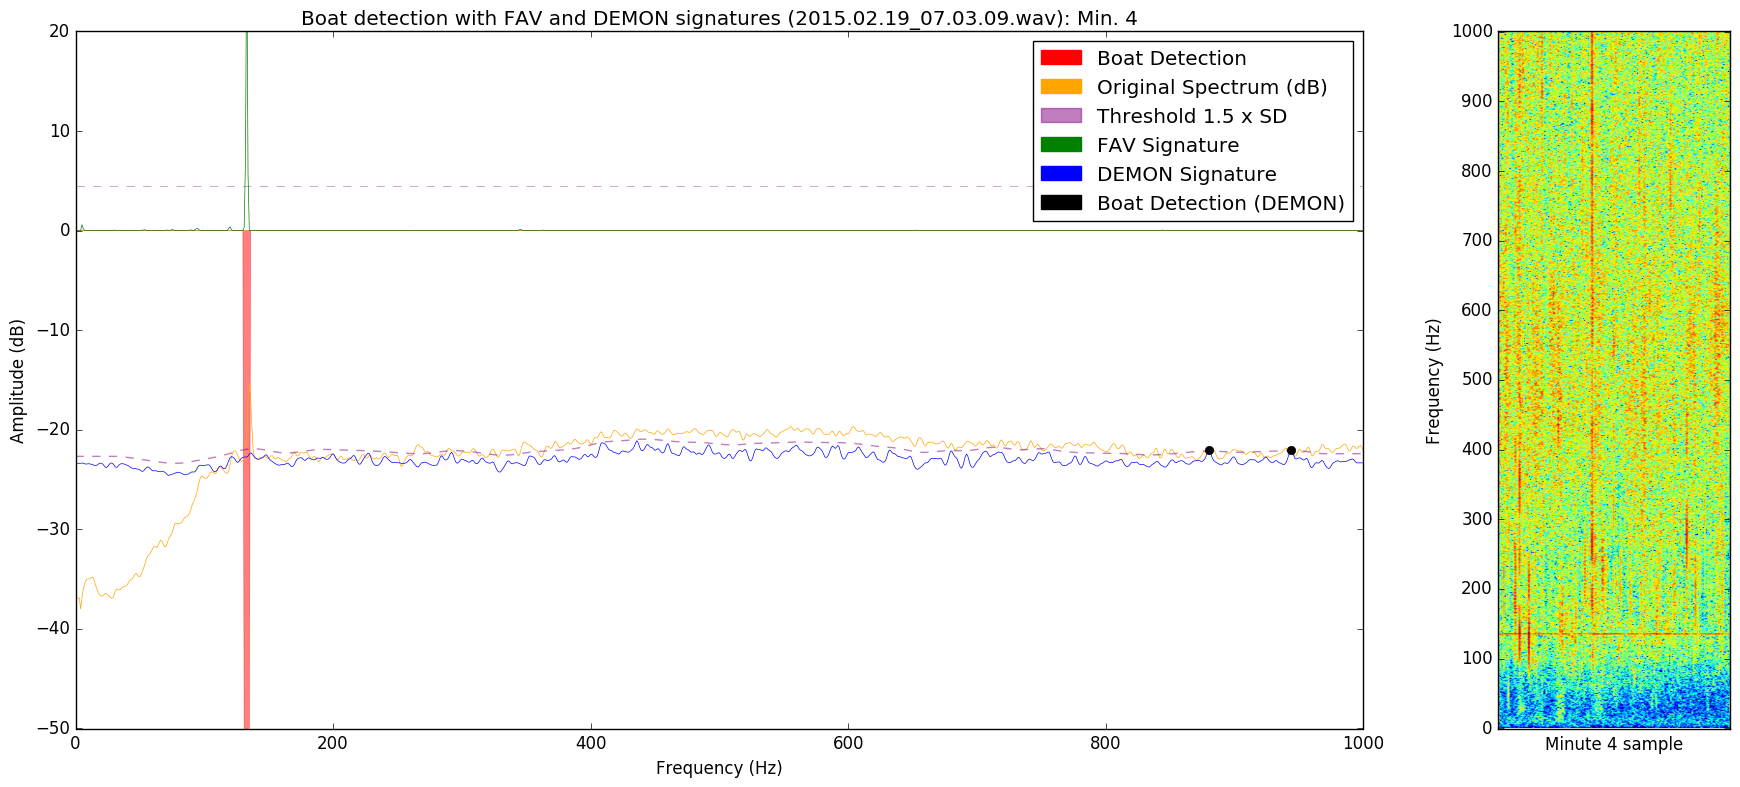 Boat detection with FAV and DEMON signatures (2015.02.19_07.03.09.wav): Min. 4
20
10
0
−10
−20
−30
−40
−50
Amplitude (dB)
0 200 400 600 800 1000
Frequency (Hz)
Boat Detection
Original Spectrum (dB)
Threshold 1.5 x SD
FAV Signature
DEMON Signature
Boat Detection (DEMON)
1000
900
800
700
600
500
400
300
200
100
0
Frequency (Hz)
Minute 4 sample